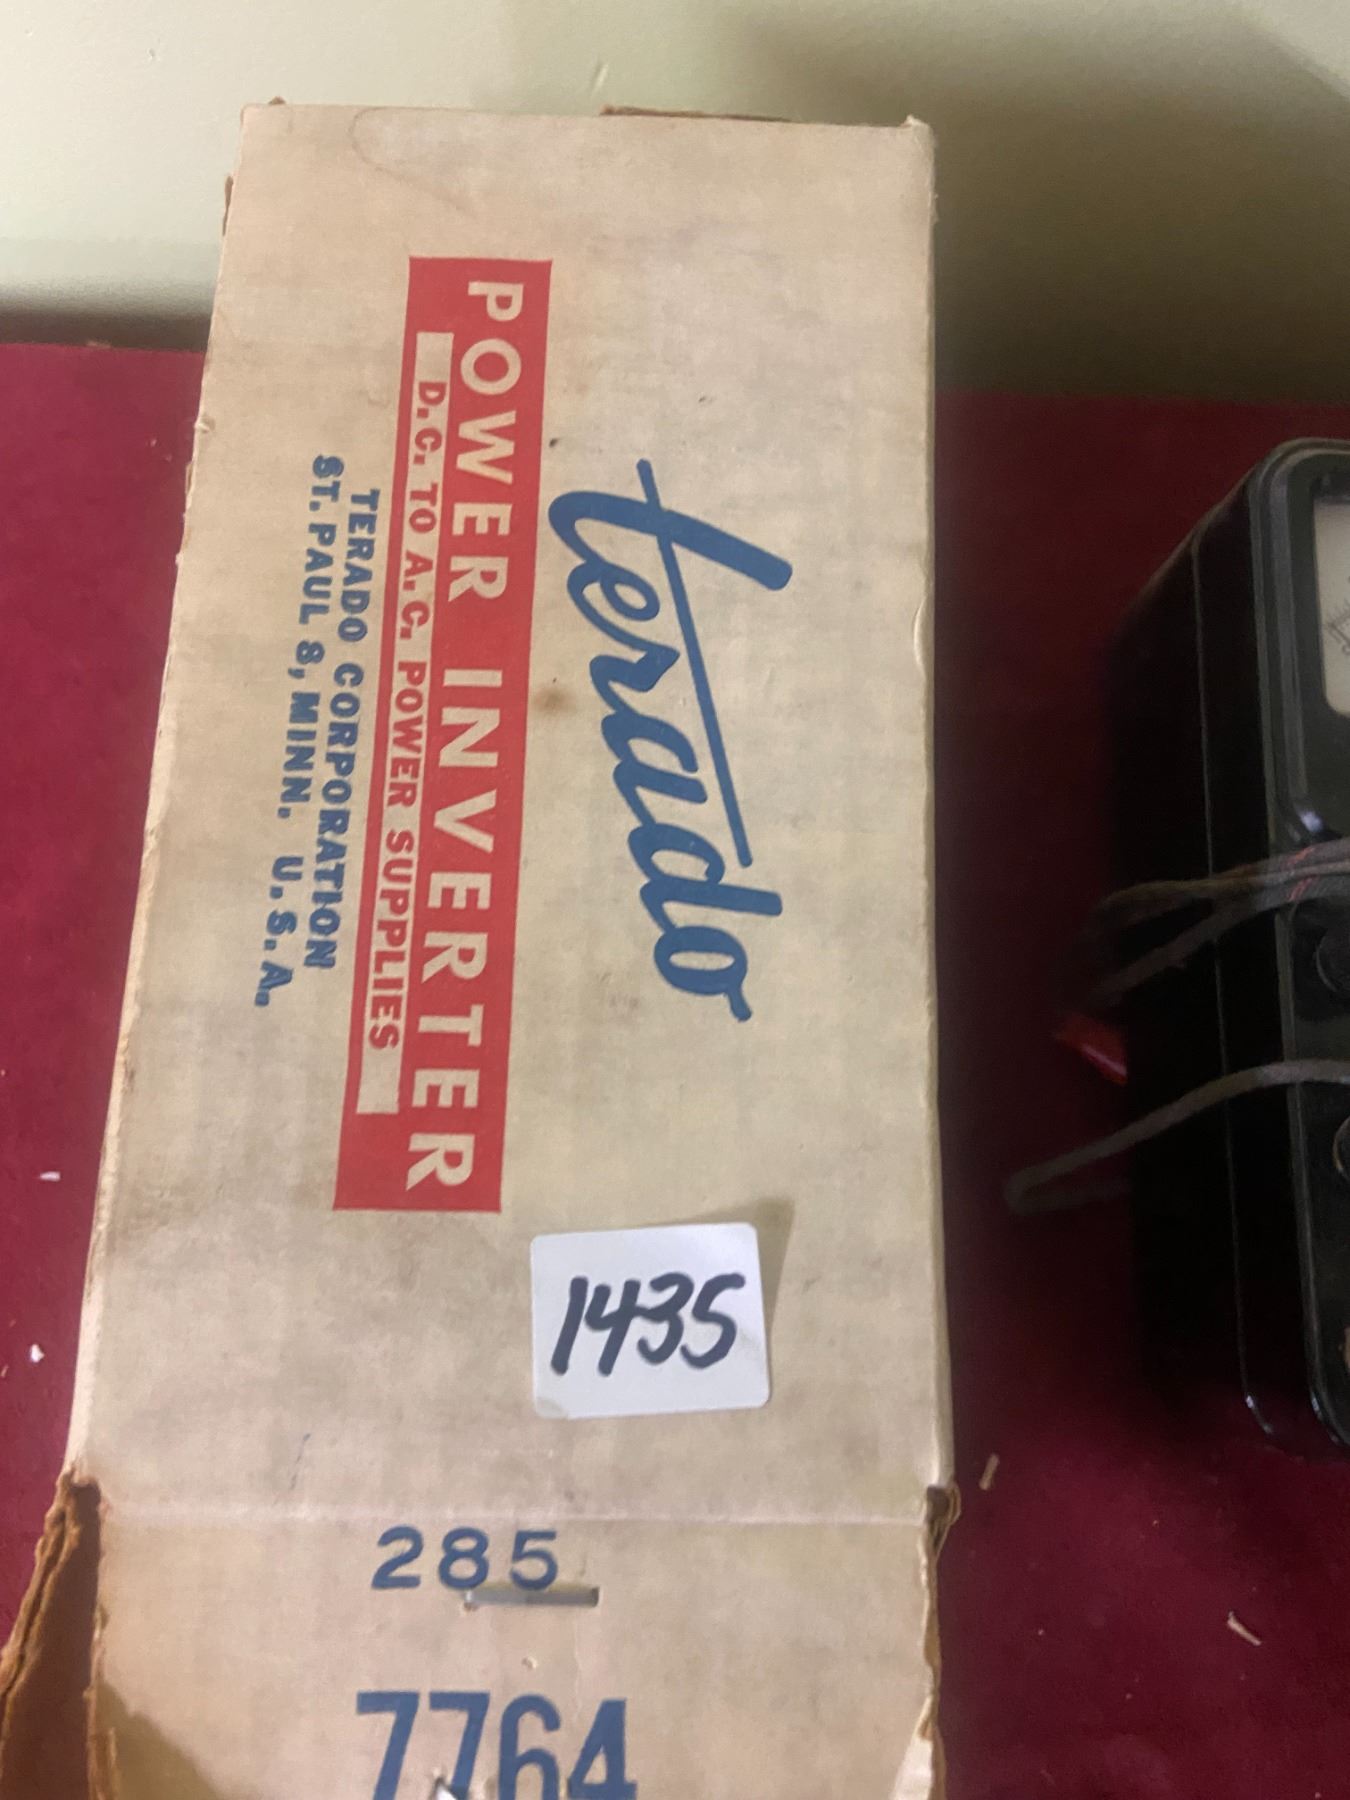 terado
POWER INVERTER
D.C. TO A.C. POWER SUPPLIES
TERADO CORPORATION
ST. PAUL 8, MINN. U.S.A.
1435
285
7764